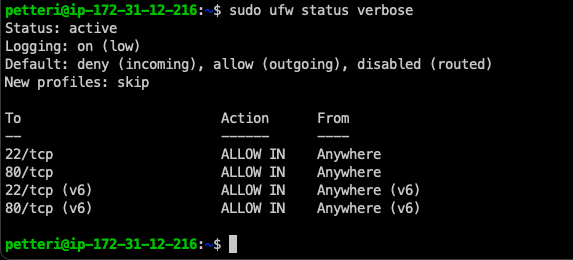 petteri@ip-172-31-12-216:~$ sudo ufw status verbose
Status: active
Logging: on (low)
Default: deny (incoming), allow (outgoing), disabled (routed)
New profiles: skip

To                         Action      From
--                         ------      ----
22/tcp                     ALLOW IN    Anywhere
80/tcp                     ALLOW IN    Anywhere
22/tcp (v6)                ALLOW IN    Anywhere (v6)
80/tcp (v6)                ALLOW IN    Anywhere (v6)

petteri@ip-172-31-12-216:~$